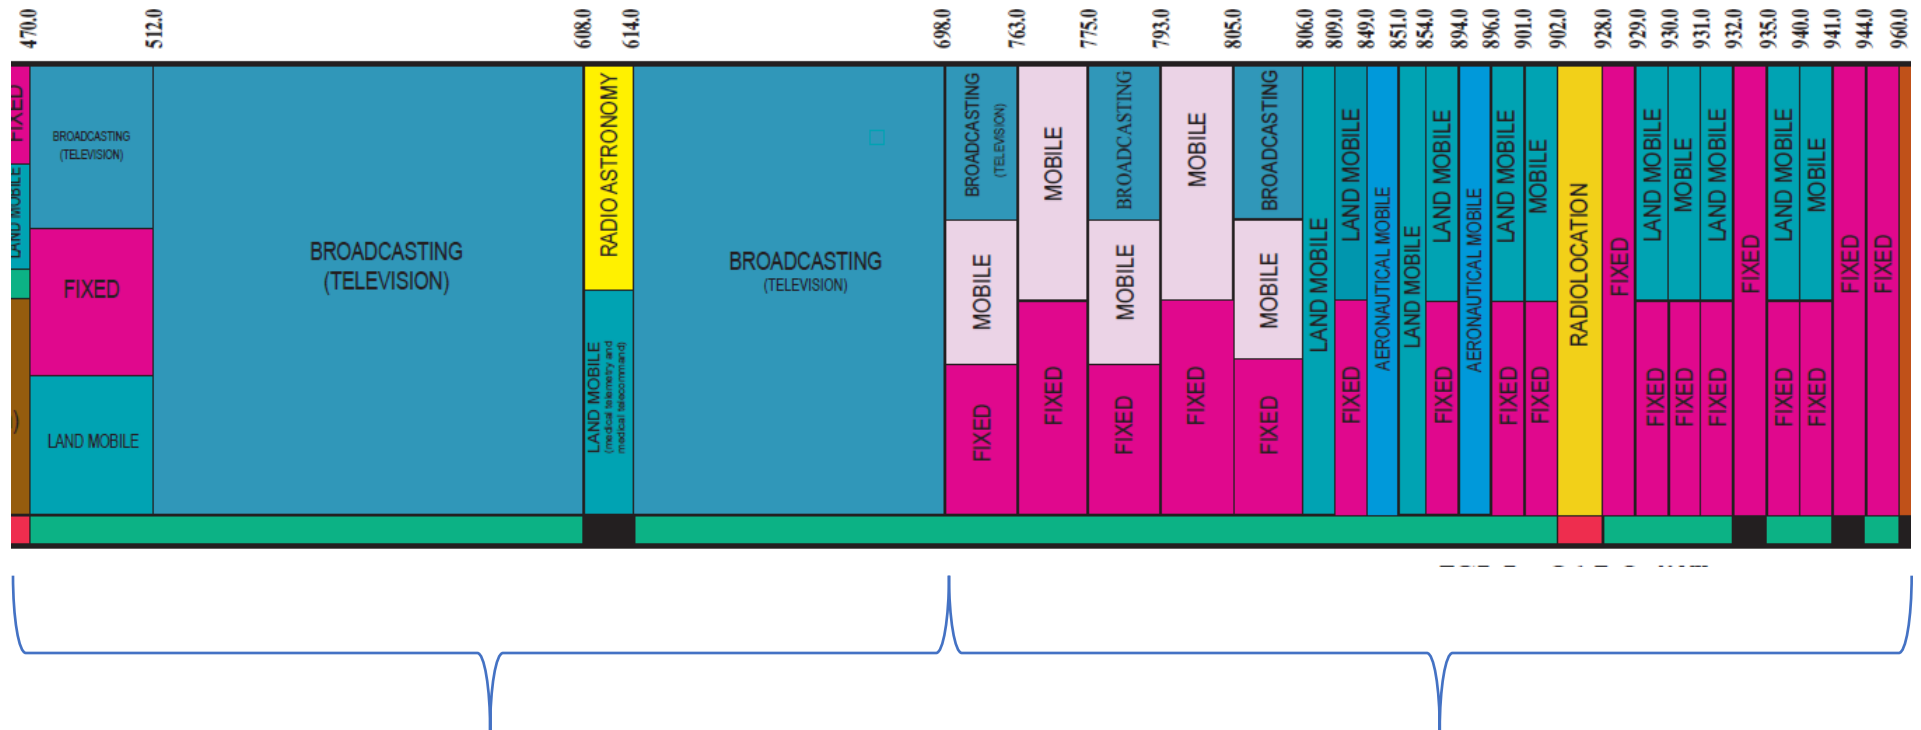 470.0
512.0
608.0
614.0
698.0
763.0
775.0
793.0
805.0
806.0
809.0
849.0
851.0
854.0
894.0
896.0
901.0
902.0
928.0
929.0
930.0
931.0
932.0
935.0
940.0
941.0
944.0
960.0
FIXED
LAND MOBILE
)
BROADCASTING
(TELEVISION)
FIXED
LAND MOBILE
BROADCASTING
(TELEVISION)
RADIO ASTRONOMY
LAND MOBILE
(medical telemetry and
medical telecommand)
BROADCASTING
(TELEVISION)
BROADCASTING
(TELEVISION)
MOBILE
FIXED
MOBILE
FIXED
BROADCASTING
MOBILE
FIXED
MOBILE
FIXED
BROADCASTING
MOBILE
FIXED
LAND MOBILE
LAND MOBILE
FIXED
AERONAUTICAL MOBILE
LAND MOBILE
LAND MOBILE
FIXED
AERONAUTICAL MOBILE
LAND MOBILE
FIXED
MOBILE
FIXED
RADIOLOCATION
FIXED
LAND MOBILE
FIXED
MOBILE
FIXED
LAND MOBILE
FIXED
FIXED
LAND MOBILE
FIXED
MOBILE
FIXED
FIXED
FIXED